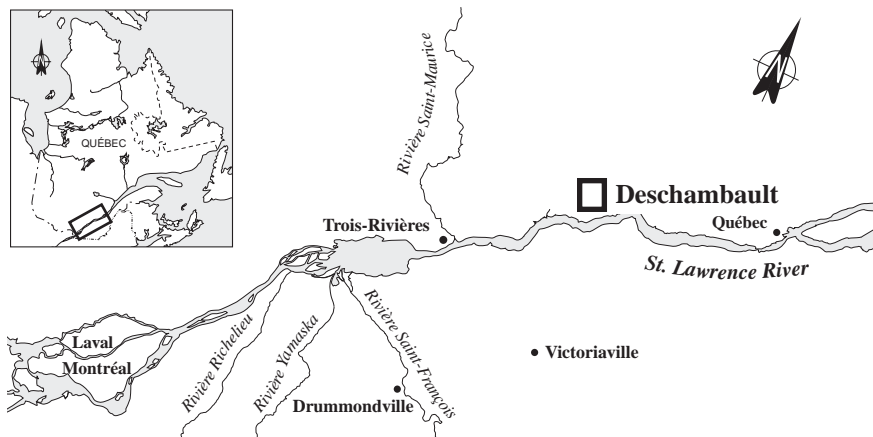 QUÉBEC
N
Rivière Saint-Maurice
Deschambault
Trois-Rivières
Québec
St. Lawrence River
Laval
Montréal
Rivière Richelieu
Rivière Yamaska
Rivière Saint-François
Victoriaville
Drummondville